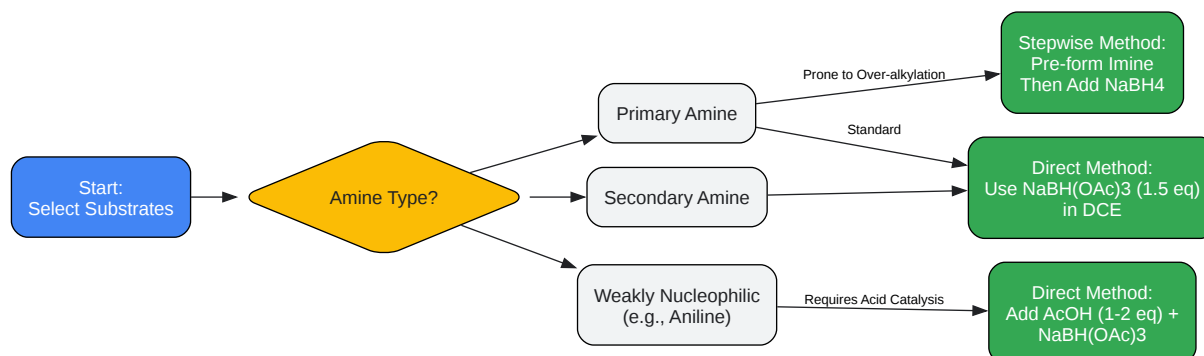 Start:
Select Substrates
Amine Type?
Primary Amine
Secondary Amine
Weakly Nucleophilic
(e.g., Aniline)
Prone to Over-alkylation
Standard
Requires Acid Catalysis
Stepwise Method:
Pre-form Imine
Then Add NaBH4
Direct Method:
Use NaBH(OAc)3 (1.5 eq)
in DCE
Direct Method:
Add AcOH (1-2 eq) +
NaBH(OAc)3